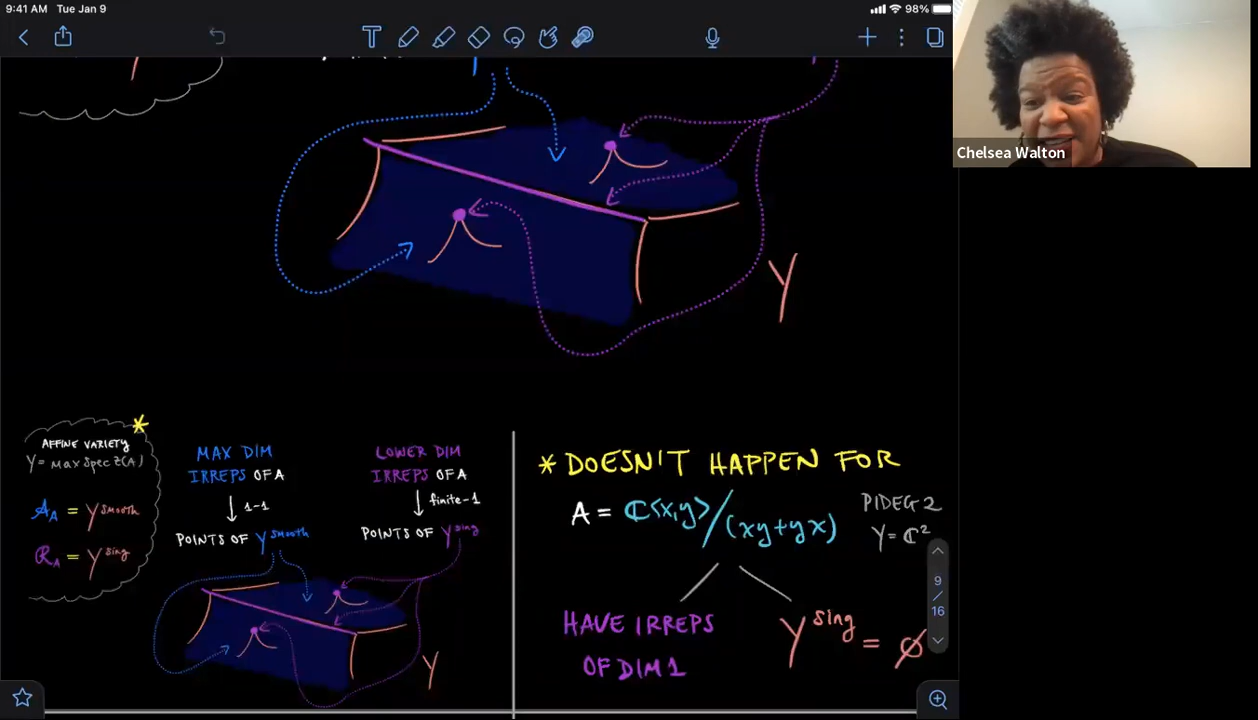 9:41 AM Tue Jan 9
98%
Chelsea Walton
Y
*
AFFINE VARIETY
Y = maxSpec Z(A)
𝒜_A = Y^smooth
ℛ_A = Y^sing
MAX DIM
IRREPS OF A
↓ 1-1
POINTS OF Y^smooth
LOWER DIM
IRREPS OF A
↓ finite-1
POINTS OF Y^sing
Y
* DOESN'T HAPPEN FOR
A = ℂ<x,y>/(xy+yx)
PIDEG 2
Y = ℂ²
HAVE IRREPS
OF DIM 1
Y^sing = ∅
9
/
16